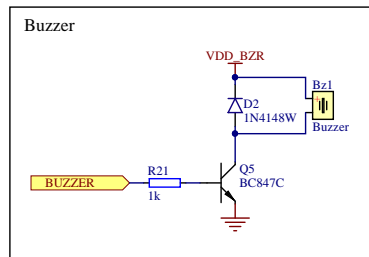 Buzzer
VDD_BZR
Bz1
D2
1N4148W
+
Buzzer
R21
Q5
BUZZER
BC847C
1k